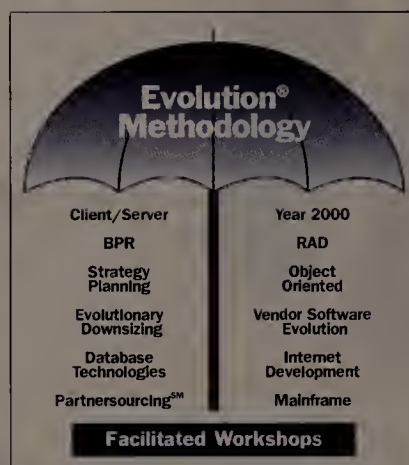 Evolution®
Methodology
Client/Server
BPR
Strategy
Planning
Evolutionary
Downsizing
Database
Technologies
Partnersourcing℠
Year 2000
RAD
Object
Oriented
Vendor Software
Evolution
Internet
Development
Mainframe
Facilitated Workshops